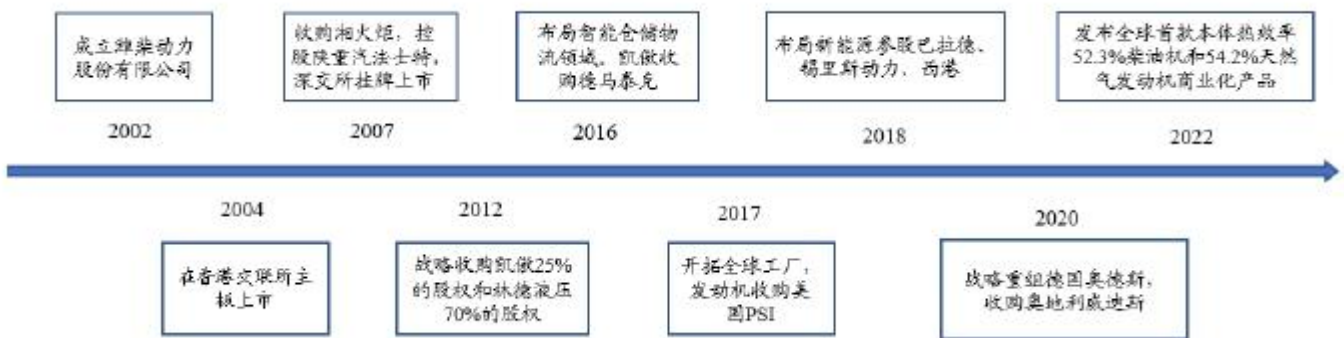 成立潍柴动力
股份有限公司
2002
收购湘火炬，控
股陕重汽法士特，
深交所挂牌上市
2007
布局智能仓储物
流领域。凯傲收
购德马泰克
2016
布局新能源参股巴拉德、
锡里斯动力、西港
2018
发布全球首款本体热效率
52.3%柴油机和54.2%天然
气发动机商业化产品
2022
2004
在香港交联所主
板上市
2012
战略收购凯傲25%
的股权和林德液压
70%的股权
2017
开拓全球工厂，
发动机收购美
国PSI
2020
战略重组德国奥德斯，
收购奥地利威迪斯